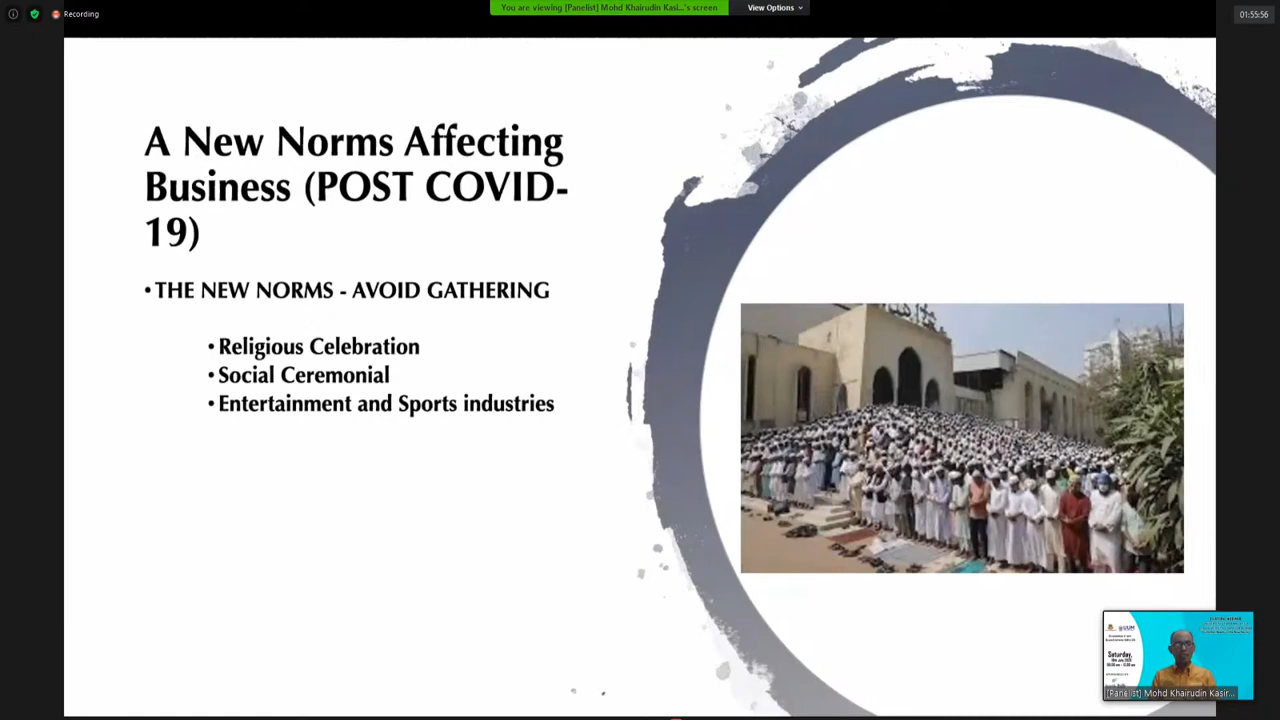 Recording
You are viewing [Panelist] Mohd Khairudin Kasi...'s screen
View Options
01:55:56
A New Norms Affecting
Business (POST COVID-
19)
• THE NEW NORMS - AVOID GATHERING
• Religious Celebration
• Social Ceremonial
• Entertainment and Sports industries
UUM
Saturday,
[Panelist] Mohd Khairudin Kasir...